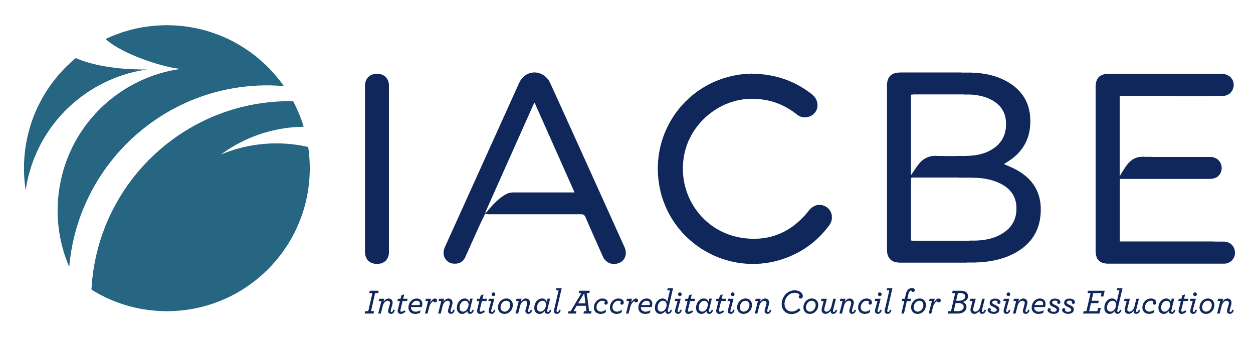 IACBE
International Accreditation Council for Business Education